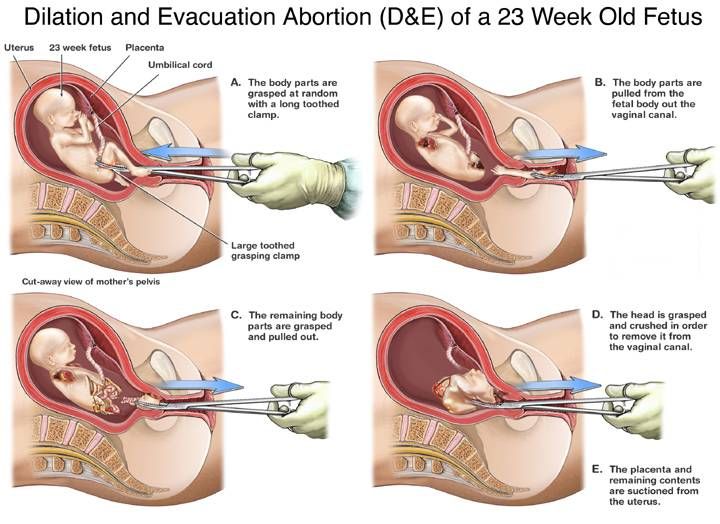 Dilation and Evacuation Abortion (D&E) of a 23 Week Old Fetus
Uterus
23 week fetus
Placenta
Umbilical cord
A. The body parts are
grasped at random
with a long toothed
clamp.
Large toothed
grasping clamp
B. The body parts are
pulled from the
fetal body out the
vaginal canal.
Cut-away view of mother's pelvis
C. The remaining body
parts are grasped
and pulled out.
D. The head is grasped
and crushed in order
to remove it from
the vaginal canal.
E. The placenta and
remaining contents
are suctioned from
the uterus.